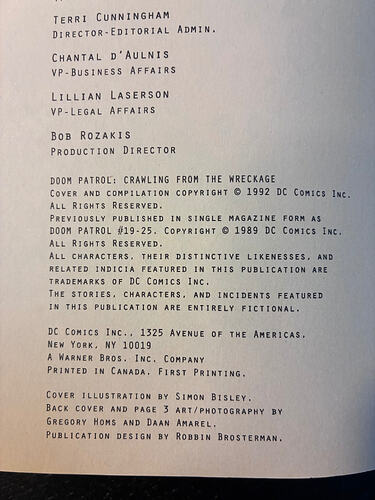 Terri Cunningham
Director-Editorial Admin.
Chantal d'Aulnis
VP-Business Affairs
Lillian Laserson
VP-Legal Affairs
Bob Rozakis
Production Director
DOOM PATROL: CRAWLING FROM THE WRECKAGE
Cover and compilation copyright © 1992 DC Comics Inc.
All Rights Reserved.
Previously published in single magazine form as
DOOM PATROL #19-25. Copyright © 1989 DC Comics Inc.
All Rights Reserved.
All characters, their distinctive likenesses, and
related indicia featured in this publication are
trademarks of DC Comics Inc.
The stories, characters, and incidents featured
in this publication are entirely fictional.
DC Comics Inc., 1325 Avenue of the Americas,
New York, NY 10019
A Warner Bros. Inc. Company
Printed in Canada. First Printing.
Cover illustration by Simon Bisley.
Back cover and page 3 art/photography by
Gregory Homs and Daan Amarel.
Publication design by Robbin Brosterman.